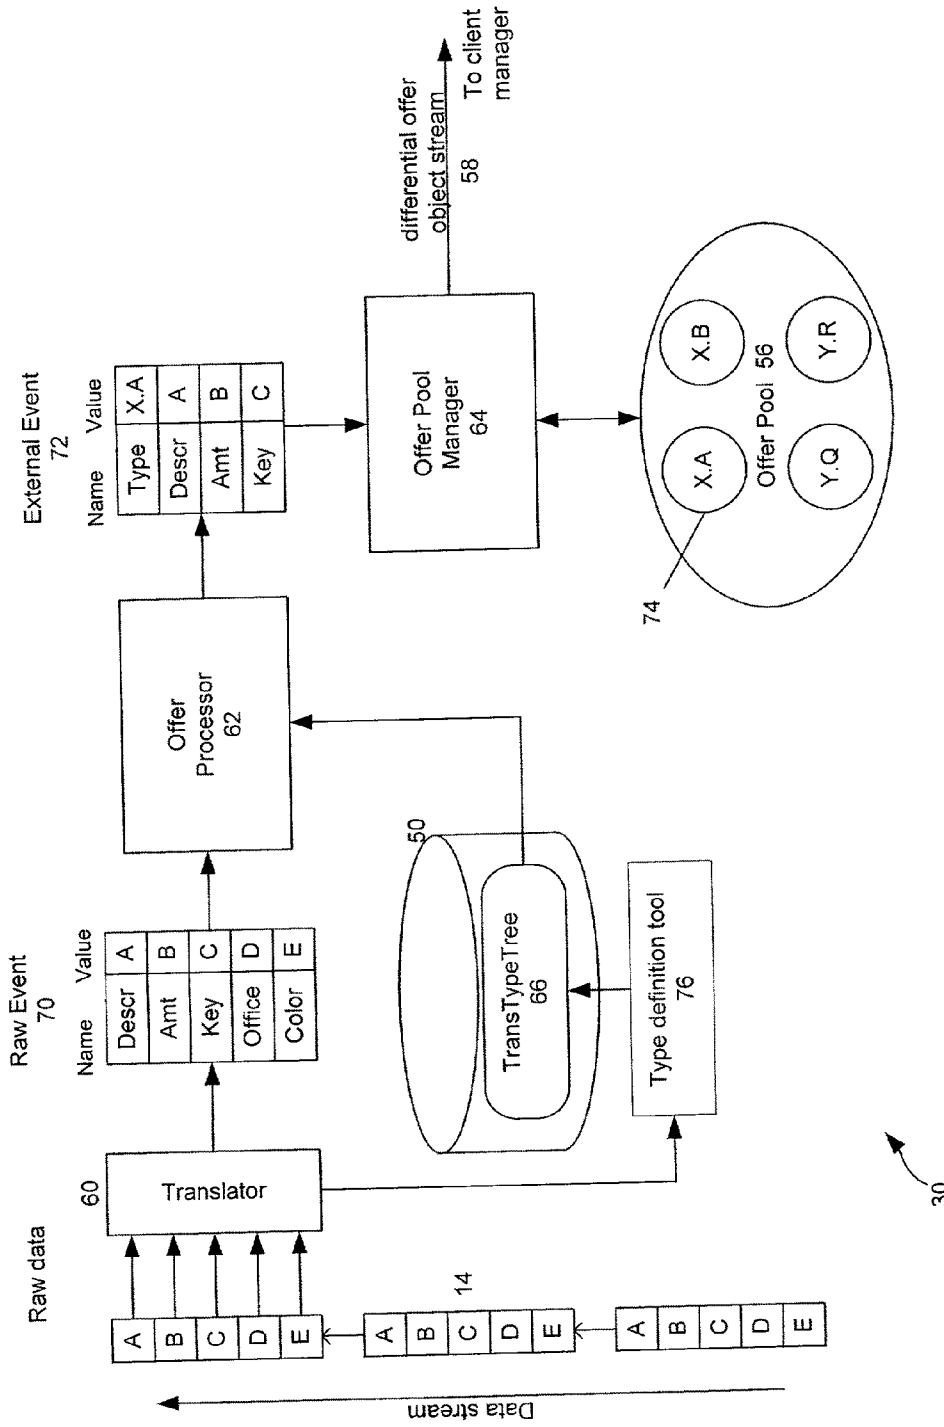 Raw data
Raw Event
70
External Event
72
Name
Value
Name
Value
60
A
B
C
D
E
Translator
Descr
A
Amt
B
Key
C
Office
D
Color
E
Offer
Processor
62
Type
X.A
Descr
A
Amt
B
Key
C
Data stream
A
B
C
D
E
14
A
B
C
D
E
50
TransTypeTree
66
Type definition tool
76
Offer Pool
Manager
64
differential offer
object stream
58
To client
manager
74
X.A
X.B
Offer Pool 56
Y.Q
Y.R
30